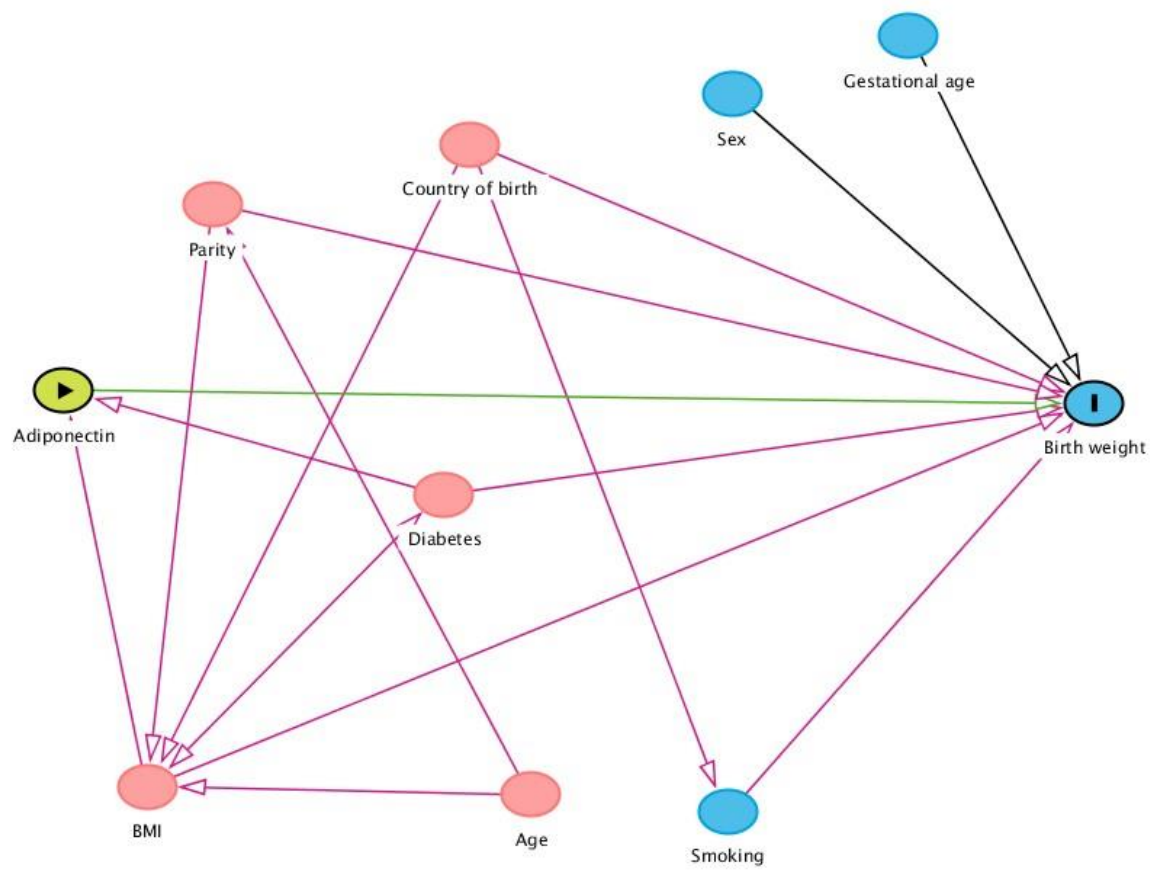 Gestational age
Sex
Country of birth
Parity
Adiponectin
Birth weight
Diabetes
BMI
Age
Smoking